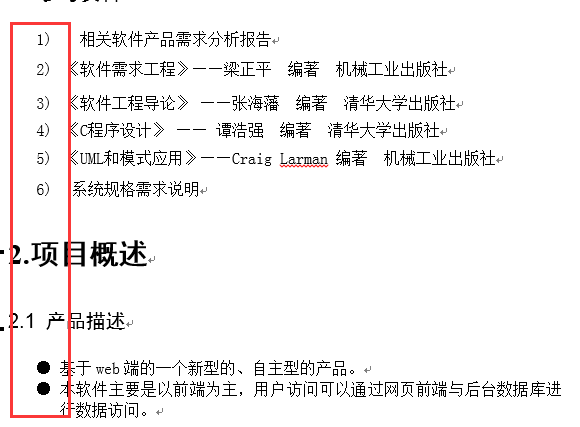 1) 相关软件产品需求分析报告
2) 《软件需求工程》——梁正平 编著 机械工业出版社
3) 《软件工程导论》 ——张海藩 编著 清华大学出版社
4) 《C程序设计》 —— 谭浩强 编著 清华大学出版社
5) 《UML和模式应用》——Craig Larman 编著 机械工业出版社
6) 系统规格需求说明
2.项目概述
2.1 产品描述
● 基于 web 端的一个新型的、自主型的产品。
● 本软件主要是以前端为主，用户访问可以通过网页前端与后台数据库进
行数据访问。